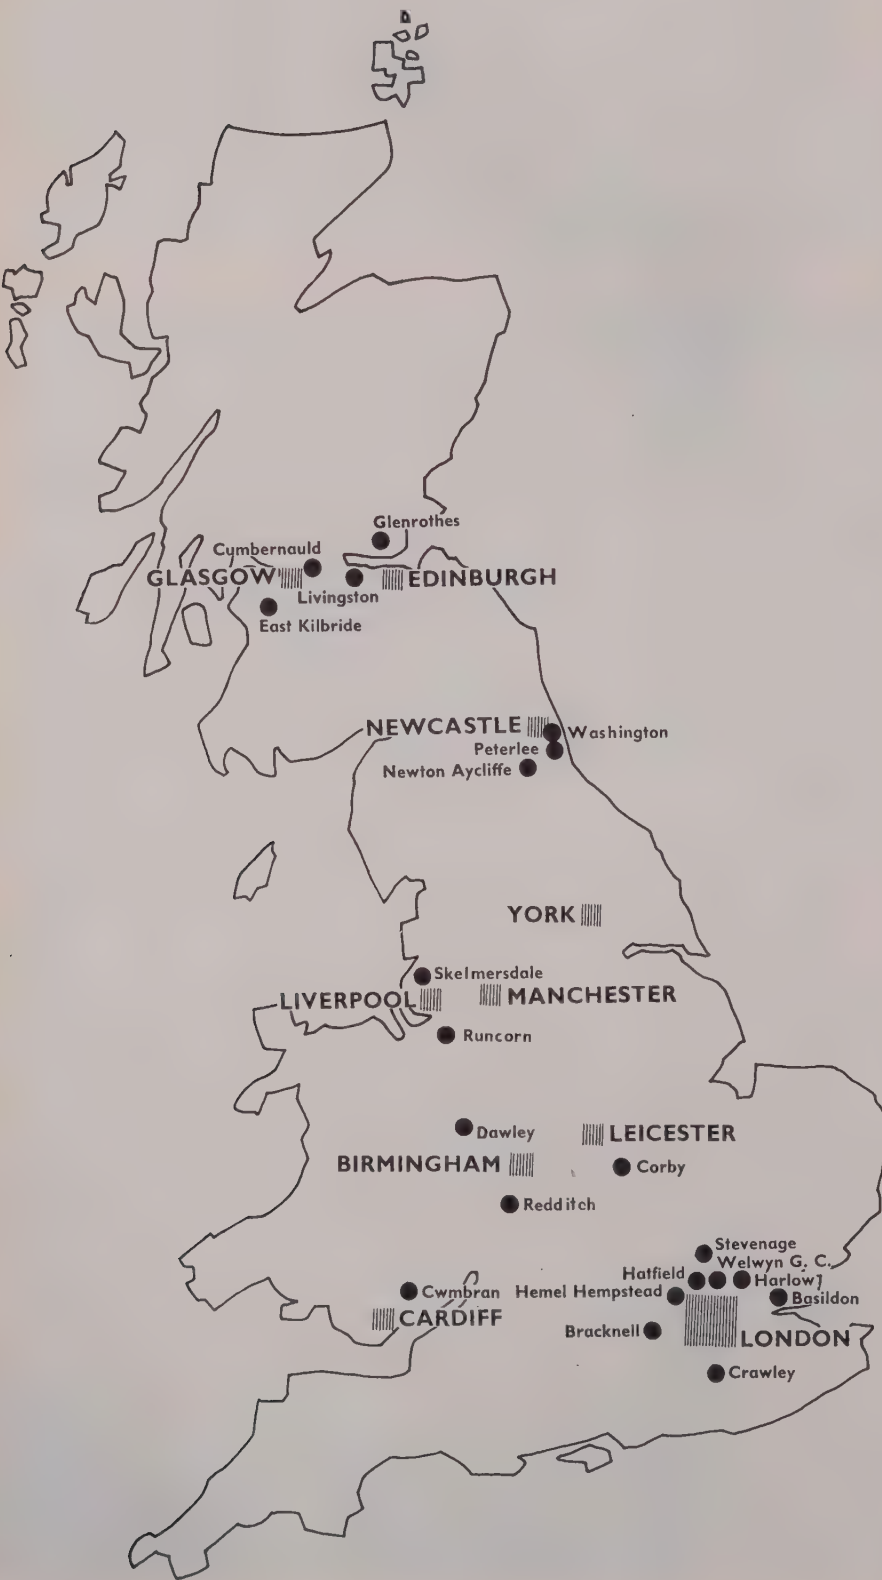 Glenrothes
Cumbernauld
GLASGOW
EDINBURGH
Livingston
East Kilbride
NEWCASTLE
Washington
Peterlee
Newton Aycliffe
YORK
Skelmersdale
LIVERPOOL
MANCHESTER
Runcorn
Dawley
LEICESTER
BIRMINGHAM
Corby
Redditch
Stevenage
Welwyn G. C.
Hatfield
Harlow
Cwmbran
Hemel Hempstead
Basildon
CARDIFF
Bracknell
LONDON
Crawley